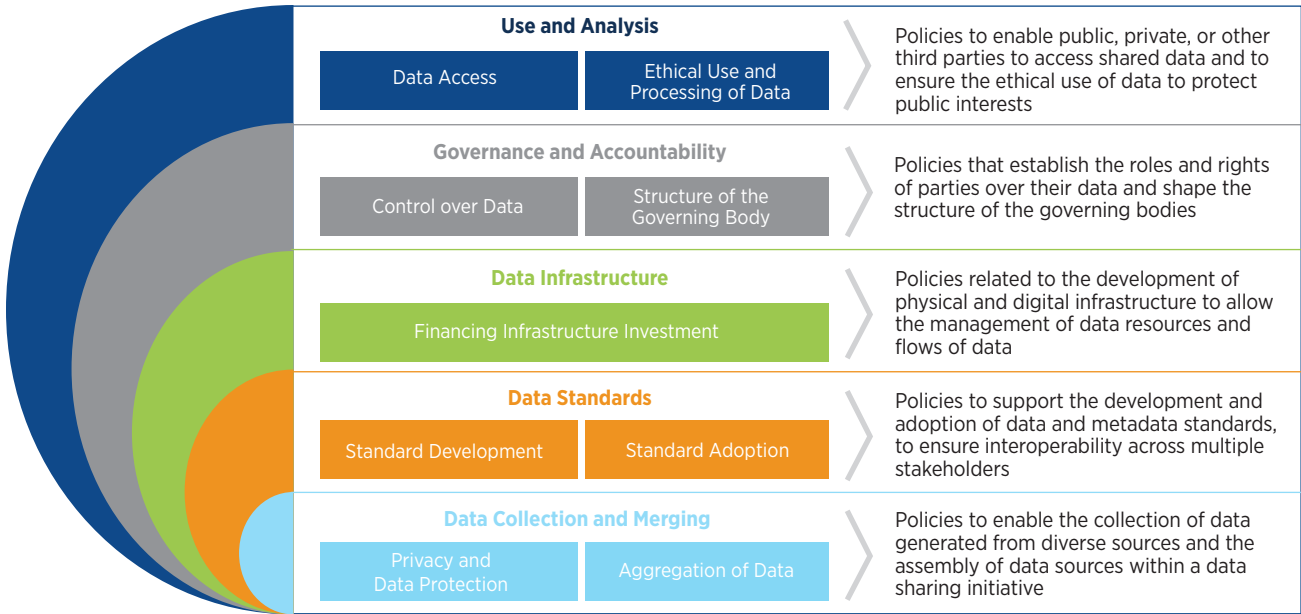 Use and Analysis
Data Access
Ethical Use and
Processing of Data
Policies to enable public, private, or other
third parties to access shared data and to
ensure the ethical use of data to protect
public interests
Governance and Accountability
Control over Data
Structure of the
Governing Body
Policies that establish the roles and rights
of parties over their data and shape the
structure of the governing bodies
Data Infrastructure
Financing Infrastructure Investment
Policies related to the development of
physical and digital infrastructure to allow
the management of data resources and
flows of data
Data Standards
Standard Development
Standard Adoption
Policies to support the development and
adoption of data and metadata standards,
to ensure interoperability across multiple
stakeholders
Data Collection and Merging
Privacy and
Data Protection
Aggregation of Data
Policies to enable the collection of data
generated from diverse sources and the
assembly of data sources within a data
sharing initiative